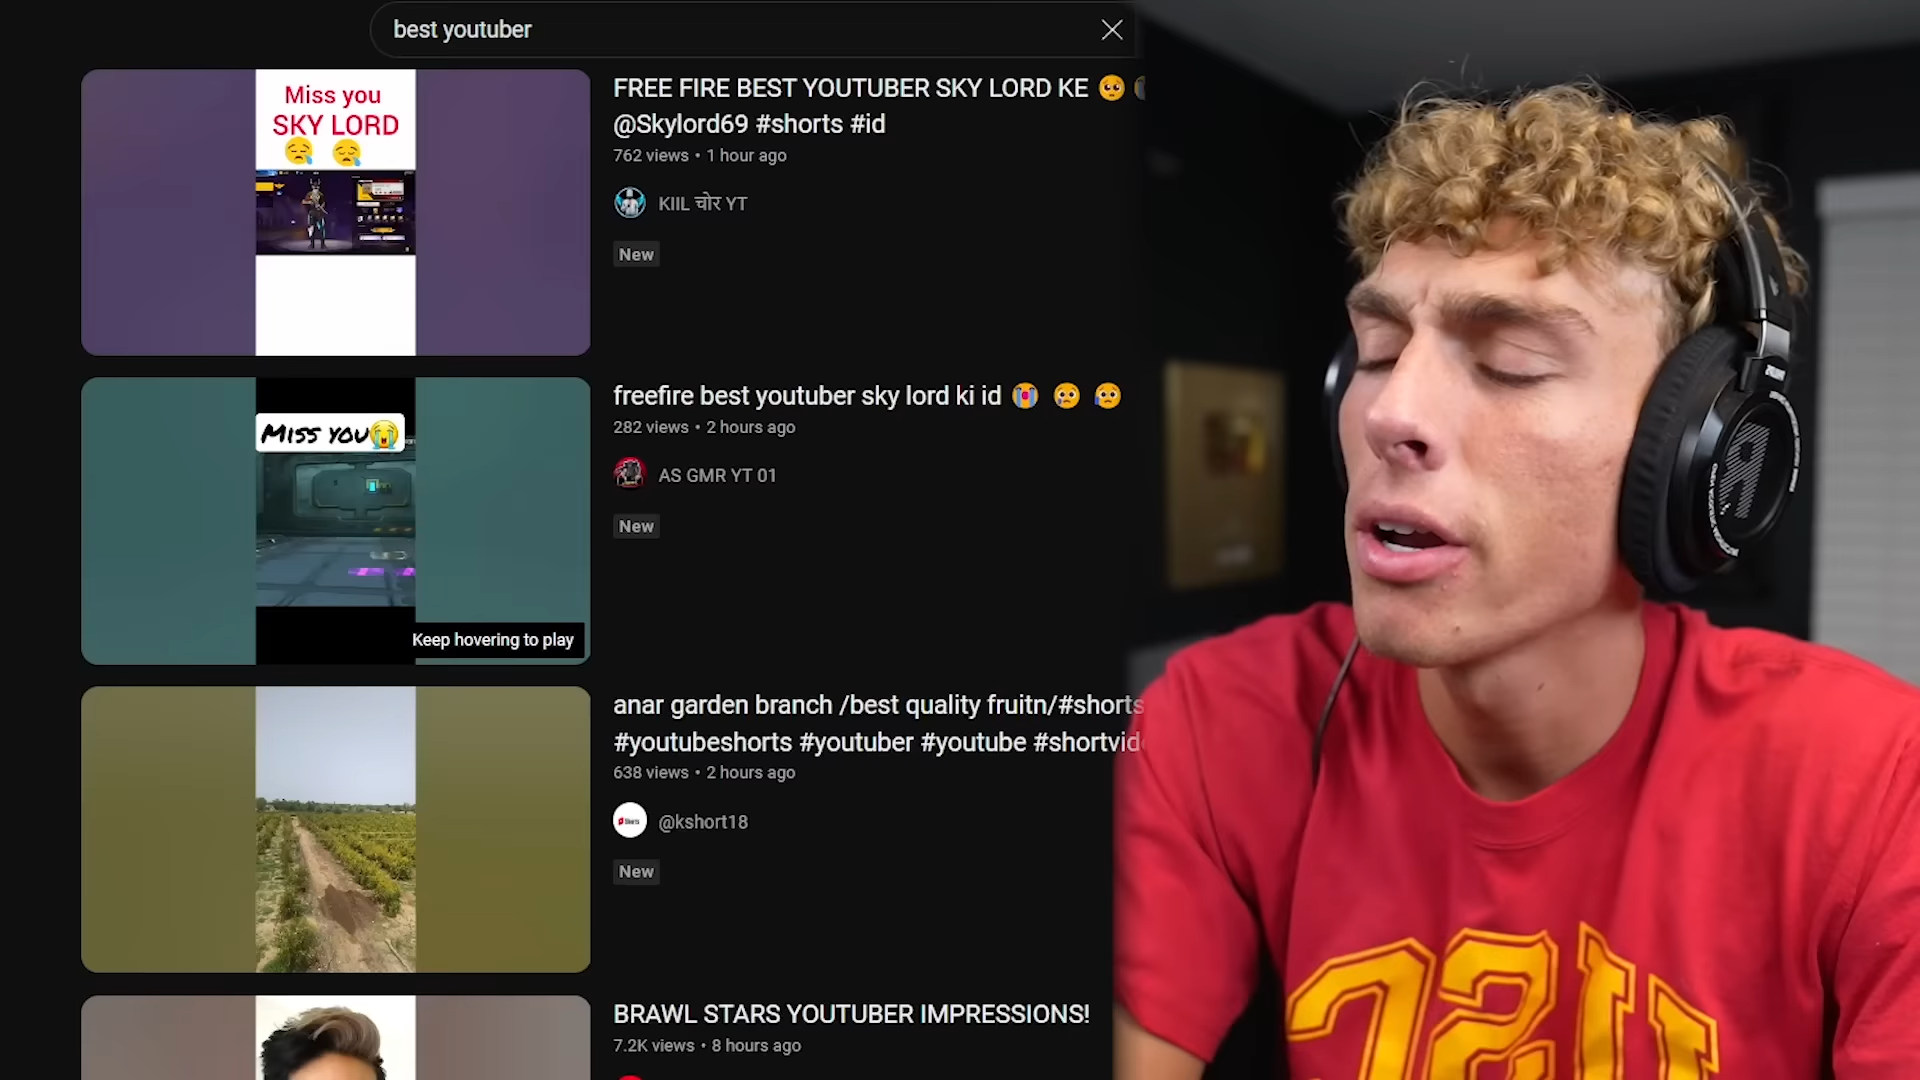 best youtuber
Miss you
SKY LORD
FREE FIRE BEST YOUTUBER SKY LORD KE 🥺
@Skylord69 #shorts #id
762 views • 1 hour ago
KIIL चोर YT
New
MISS YOU😭
Keep hovering to play
freefire best youtuber sky lord ki id 😭 😢 😥
282 views • 2 hours ago
AS GMR YT 01
New
anar garden branch /best quality fruitn/#shorts
#youtubeshorts #youtuber #youtube #shortvid
638 views • 2 hours ago
Shorts
@kshort18
New
BRAWL STARS YOUTUBER IMPRESSIONS!
7.2K views • 8 hours ago
USC